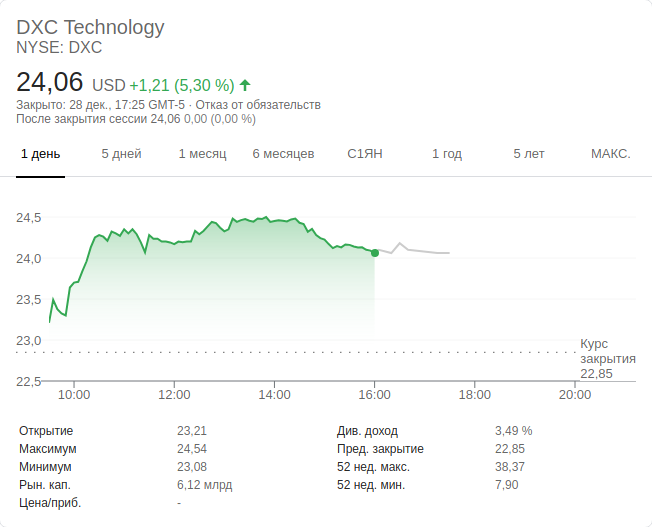 DXC Technology
NYSE: DXC
24,06 USD +1,21 (5,30 %)
Закрыто: 28 дек., 17:25 GMT-5 · Отказ от обязательств
После закрытия сессии 24,06 0,00 (0,00 %)
1 день 5 дней 1 месяц 6 месяцев С1ЯН 1 год 5 лет МАКС.
24,5
24,0
23,5
23,0
Курс
закрытия
22,85
22,5
10:00 12:00 14:00 16:00 18:00 20:00
Открытие 23,21 Див. доход 3,49 %
Максимум 24,54 Пред. закрытие 22,85
Минимум 23,08 52 нед. макс. 38,37
Рын. кап. 6,12 млрд 52 нед. мин. 7,90
Цена/приб. -